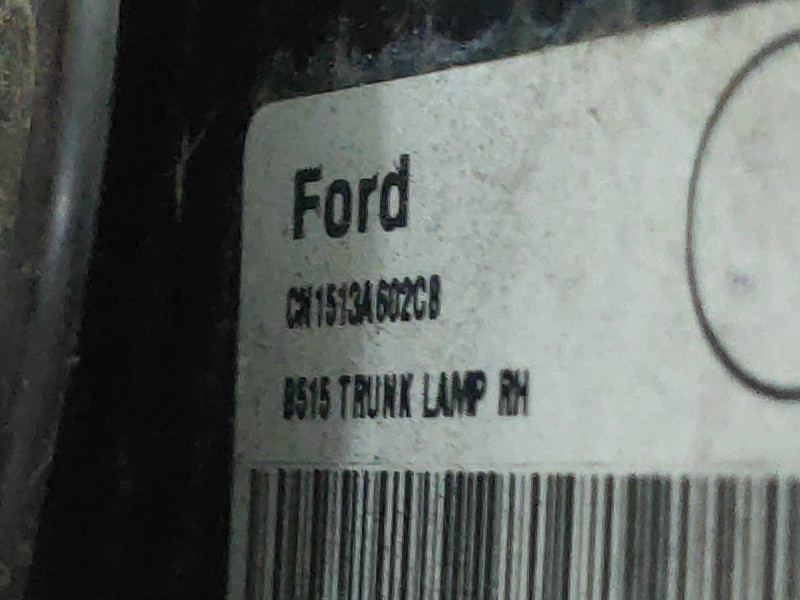 Ford
CN1513A602CB
B515 TRUNK LAMP RH